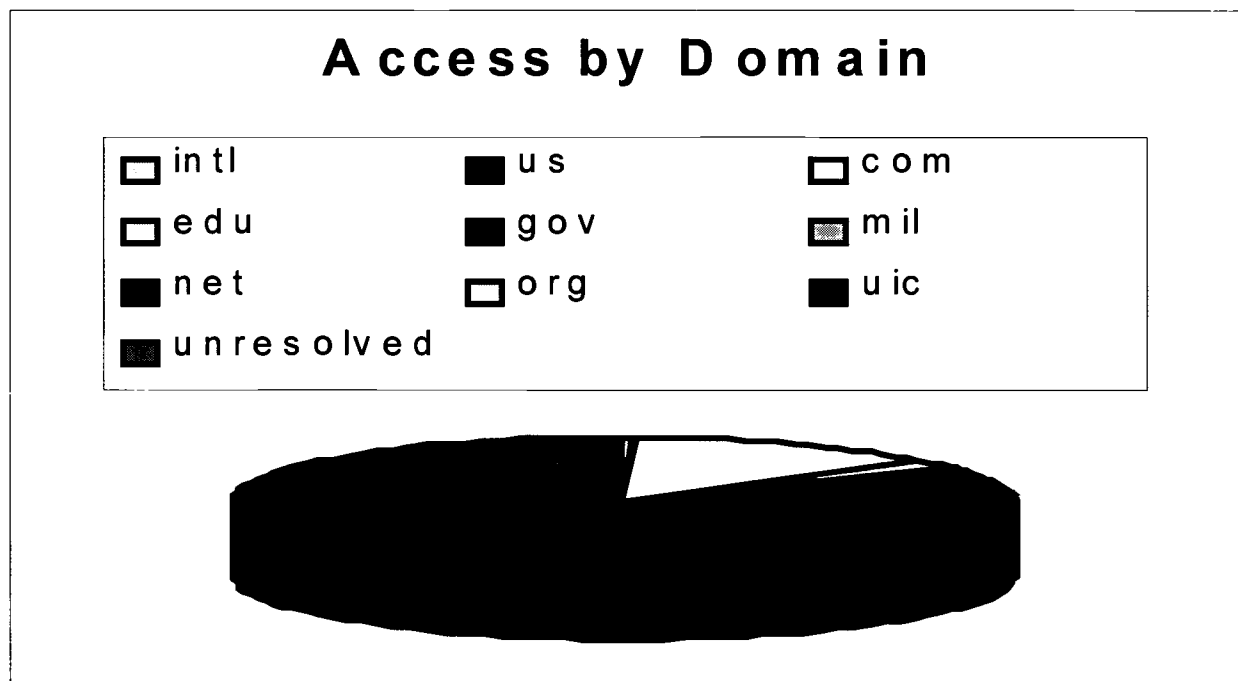 Access by Domain
intl us com
edu gov mil
net org uic
unresolved